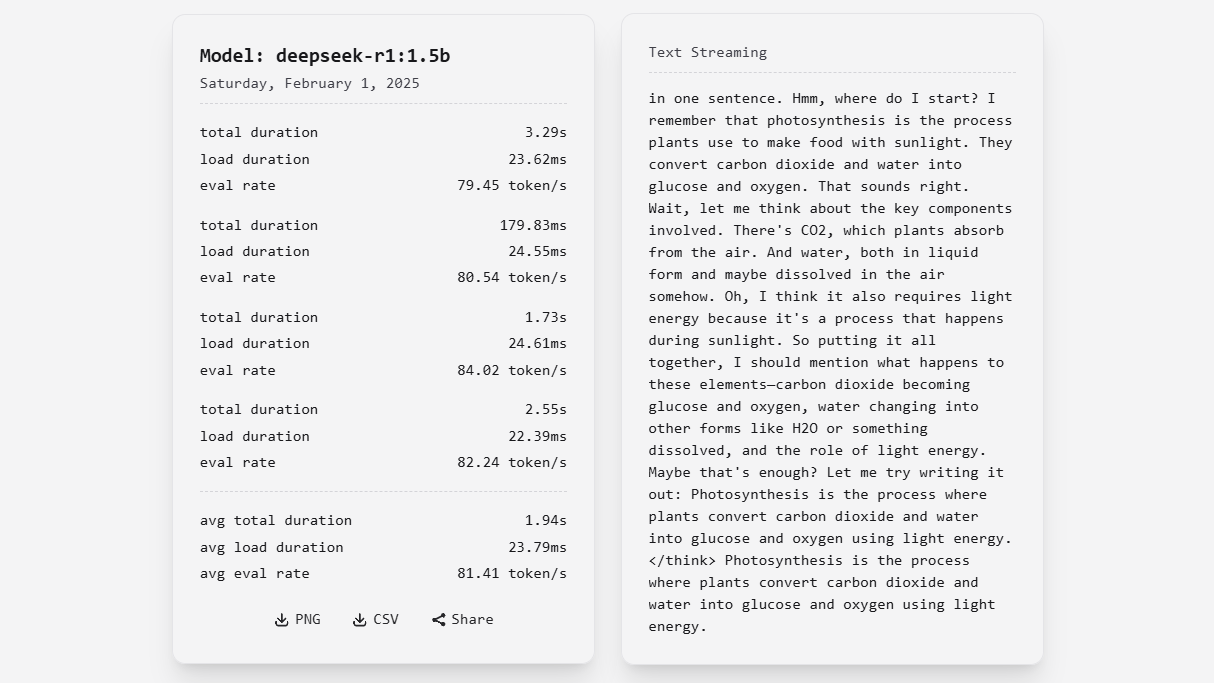 Model: deepseek-r1:1.5b
Saturday, February 1, 2025
total duration 3.29s
load duration 23.62ms
eval rate 79.45 token/s
total duration 179.83ms
load duration 24.55ms
eval rate 80.54 token/s
total duration 1.73s
load duration 24.61ms
eval rate 84.02 token/s
total duration 2.55s
load duration 22.39ms
eval rate 82.24 token/s
avg total duration 1.94s
avg load duration 23.79ms
avg eval rate 81.41 token/s
PNG CSV Share
Text Streaming
in one sentence. Hmm, where do I start? I
remember that photosynthesis is the process
plants use to make food with sunlight. They
convert carbon dioxide and water into
glucose and oxygen. That sounds right.
Wait, let me think about the key components
involved. There's CO2, which plants absorb
from the air. And water, both in liquid
form and maybe dissolved in the air
somehow. Oh, I think it also requires light
energy because it's a process that happens
during sunlight. So putting it all
together, I should mention what happens to
these elements—carbon dioxide becoming
glucose and oxygen, water changing into
other forms like H2O or something
dissolved, and the role of light energy.
Maybe that's enough? Let me try writing it
out: Photosynthesis is the process where
plants convert carbon dioxide and water
into glucose and oxygen using light energy.
</think> Photosynthesis is the process
where plants convert carbon dioxide and
water into glucose and oxygen using light
energy.